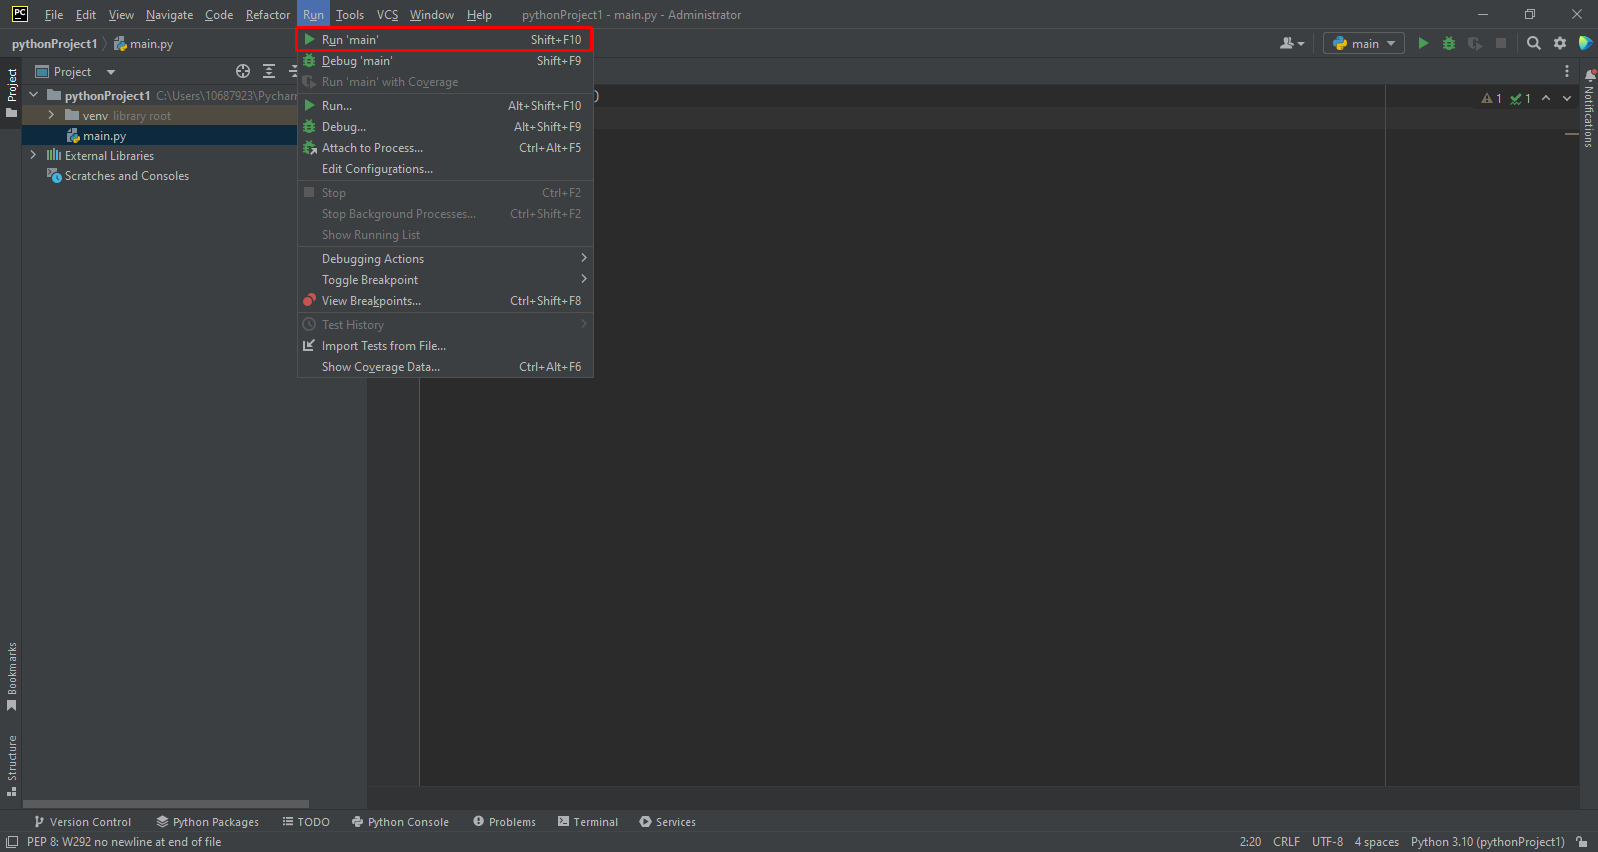 PC File Edit View Navigate Code Refactor Run Tools VCS Window Help pythonProject1 - main.py - Administrator
pythonProject1 main.py main
Run 'main' Shift+F10
Debug 'main' Shift+F9
Run 'main' with Coverage
Run... Alt+Shift+F10
Debug... Alt+Shift+F9
Attach to Process... Ctrl+Alt+F5
Edit Configurations...
Stop Ctrl+F2
Stop Background Processes... Ctrl+Shift+F2
Show Running List
Debugging Actions
Toggle Breakpoint
View Breakpoints... Ctrl+Shift+F8
Test History
Import Tests from File...
Show Coverage Data... Ctrl+Alt+F6
Project
Project
pythonProject1 C:\Users\10687923\Pycharm
venv library root
main.py
External Libraries
Scratches and Consoles
)
1 1
Notifications
Bookmarks
Structure
Version Control Python Packages TODO Python Console Problems Terminal Services
PEP 8: W292 no newline at end of file 2:20 CRLF UTF-8 4 spaces Python 3.10 (pythonProject1)